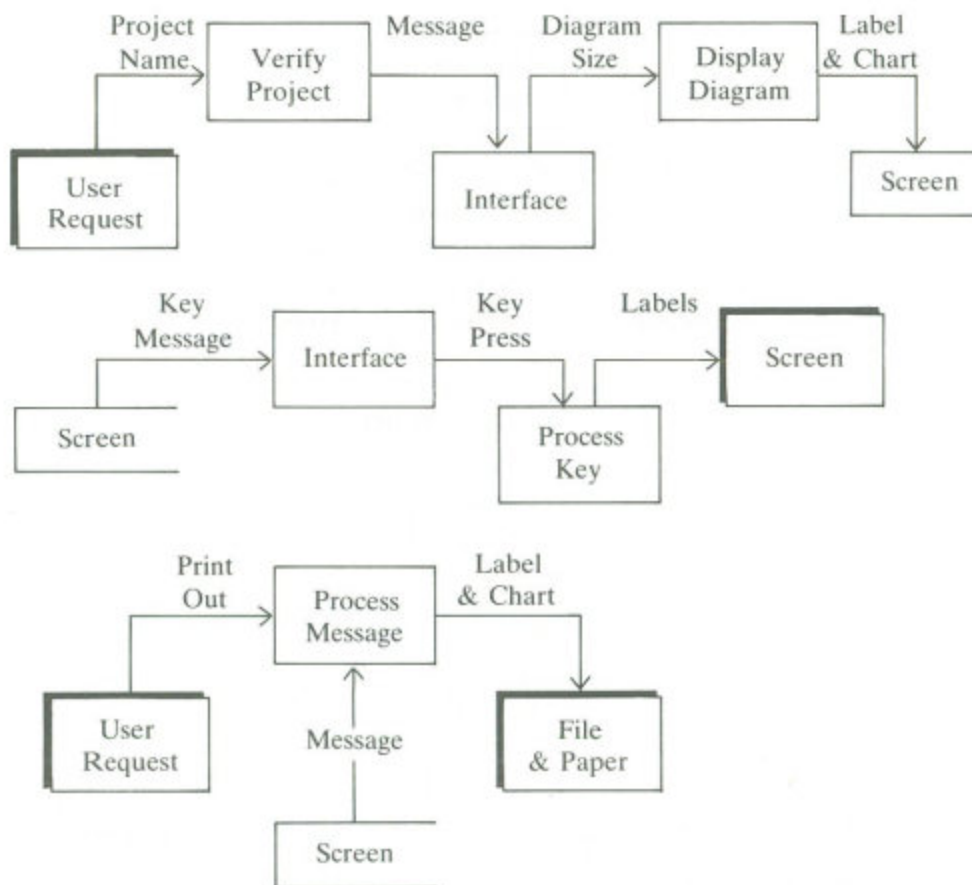 Project
Name
Verify
Project
Message
Diagram
Size
Display
Diagram
Label
& Chart
User
Request
Interface
Screen
Key
Message
Interface
Key
Press
Labels
Screen
Screen
Process
Key
Print
Out
Process
Message
Label
& Chart
User
Request
Message
File
& Paper
Screen